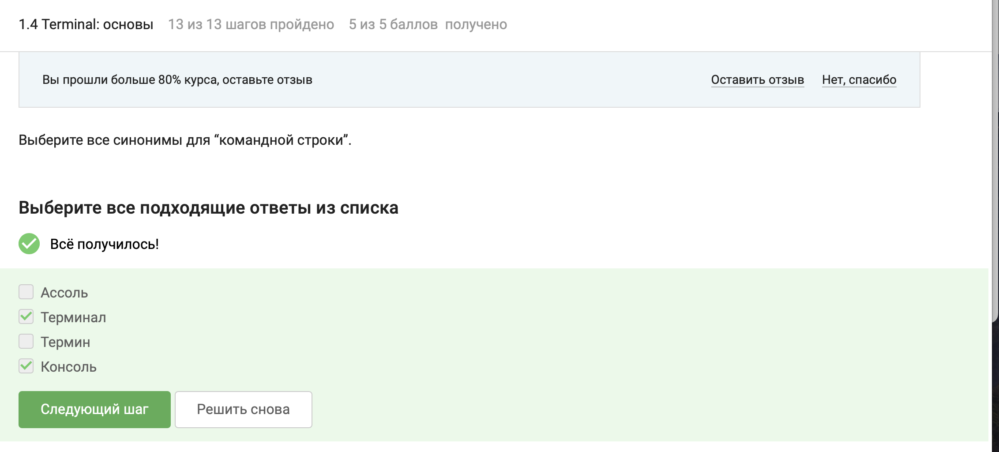 1.4 Terminal: основы 13 из 13 шагов пройдено 5 из 5 баллов получено
Вы прошли больше 80% курса, оставьте отзыв Оставить отзыв Нет, спасибо
Выберите все синонимы для “командной строки”.
Выберите все подходящие ответы из списка
Всё получилось!
Ассоль
Терминал
Термин
Консоль
Следующий шаг Решить снова